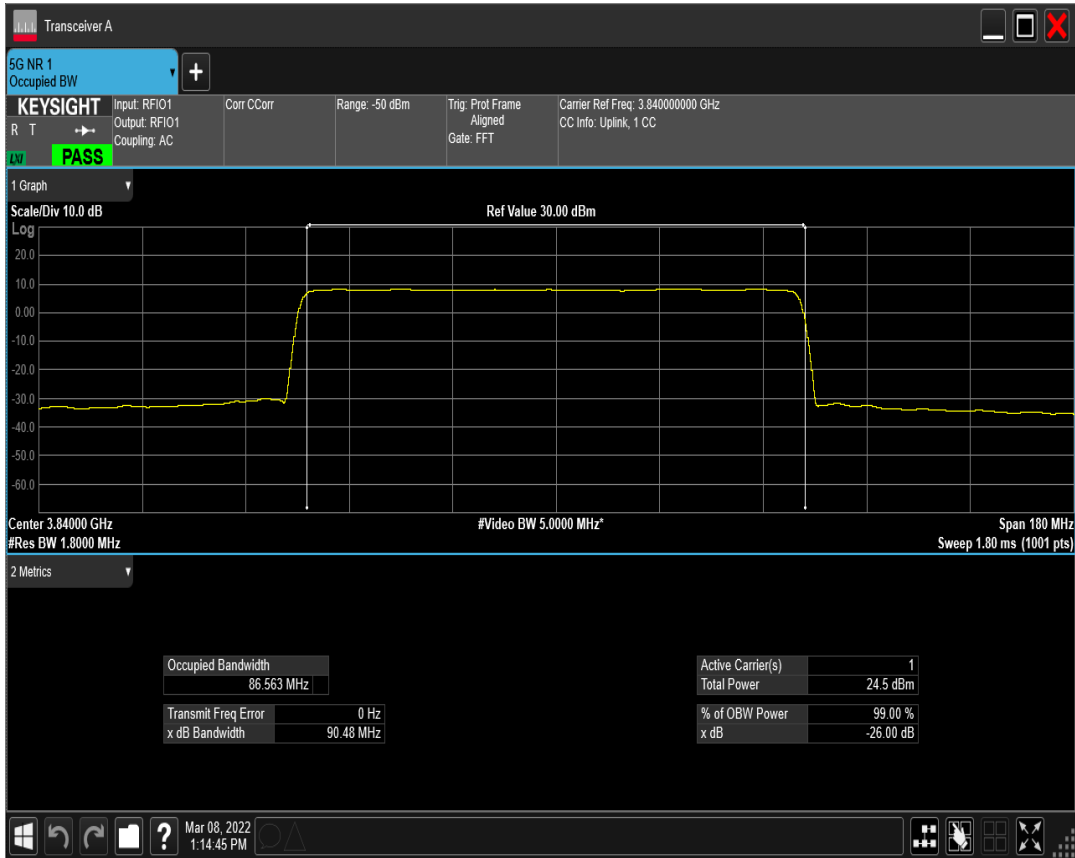 Transceiver A
5G NR 1
Occupied BW
+
KEYSIGHT
R T
LXI
PASS
Input: RFIO1
Output: RFIO1
Coupling: AC
Corr CCorr
Range: -50 dBm
Trig: Prot Frame
Aligned
Gate: FFT
Carrier Ref Freq: 3.840000000 GHz
CC Info: Uplink, 1 CC
1 Graph
Scale/Div 10.0 dB
Ref Value 30.00 dBm
Log
20.0
10.0
0.00
-10.0
-20.0
-30.0
-40.0
-50.0
-60.0
Center 3.84000 GHz
#Video BW 5.0000 MHz*
Span 180 MHz
#Res BW 1.8000 MHz
Sweep 1.80 ms (1001 pts)
2 Metrics
Occupied Bandwidth
86.563 MHz
Transmit Freq Error 0 Hz
x dB Bandwidth 90.48 MHz
Active Carrier(s) 1
Total Power 24.5 dBm
% of OBW Power 99.00 %
x dB -26.00 dB
?
Mar 08, 2022
1:14:45 PM